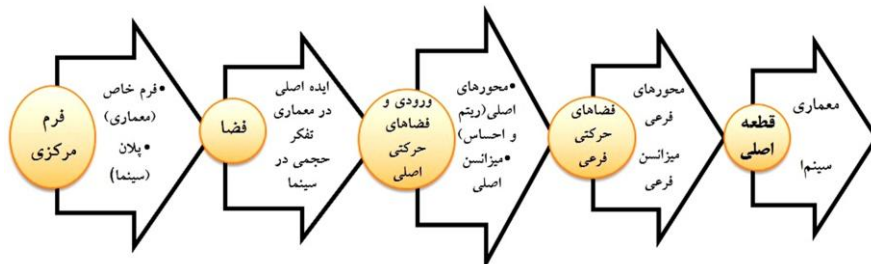 فرم
مرکزی
•فرم خاص
(معماری)
•پلان
(سینما)
فضا
ایده اصلی
در معماری
تفکر
حجمی در
سینما
ورودی و
فضاهای
حرکتی
اصلی
•محورهای
اصلی(ریتم
و احساس)
•میزانسن
اصلی
فضاهای
حرکتی
فرعی
محورهای
فرعی
میزانسن
فرعی
قطعه
اصلی
معماری
سینما